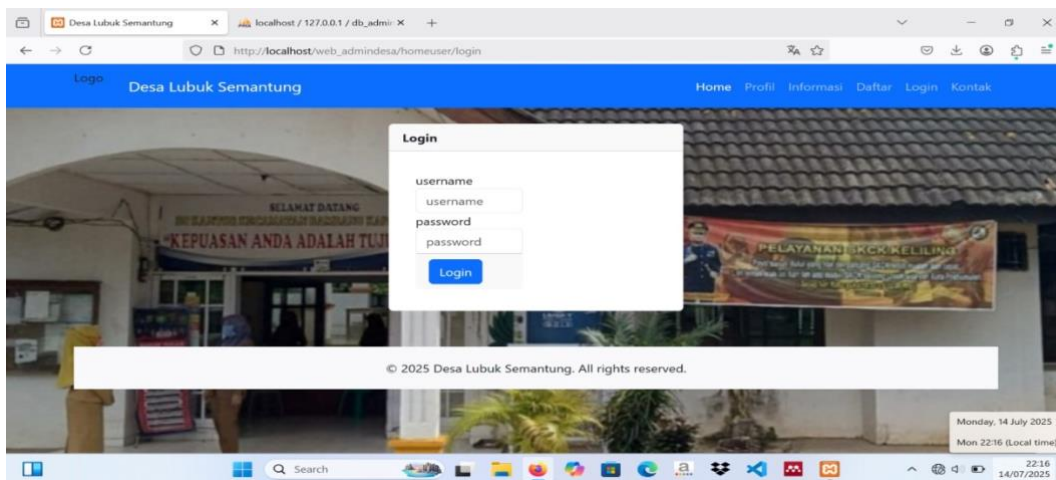 Desa Lubuk Semantung
localhost / 127.0.0.1 / db_admir
http://localhost/web_admindesa/homeuser/login
Logo
Desa Lubuk Semantung
Home Profil Informasi Daftar Login Kontak
Login
username
username
password
password
Login
SELAMAT DATANG
"KEPUASAN ANDA ADALAH TUJ
PELAYANAN SKCK KELILING
© 2025 Desa Lubuk Semantung. All rights reserved.
Monday, 14 July 2025
Mon 22:16 (Local time
Search
22:16
14/07/2025